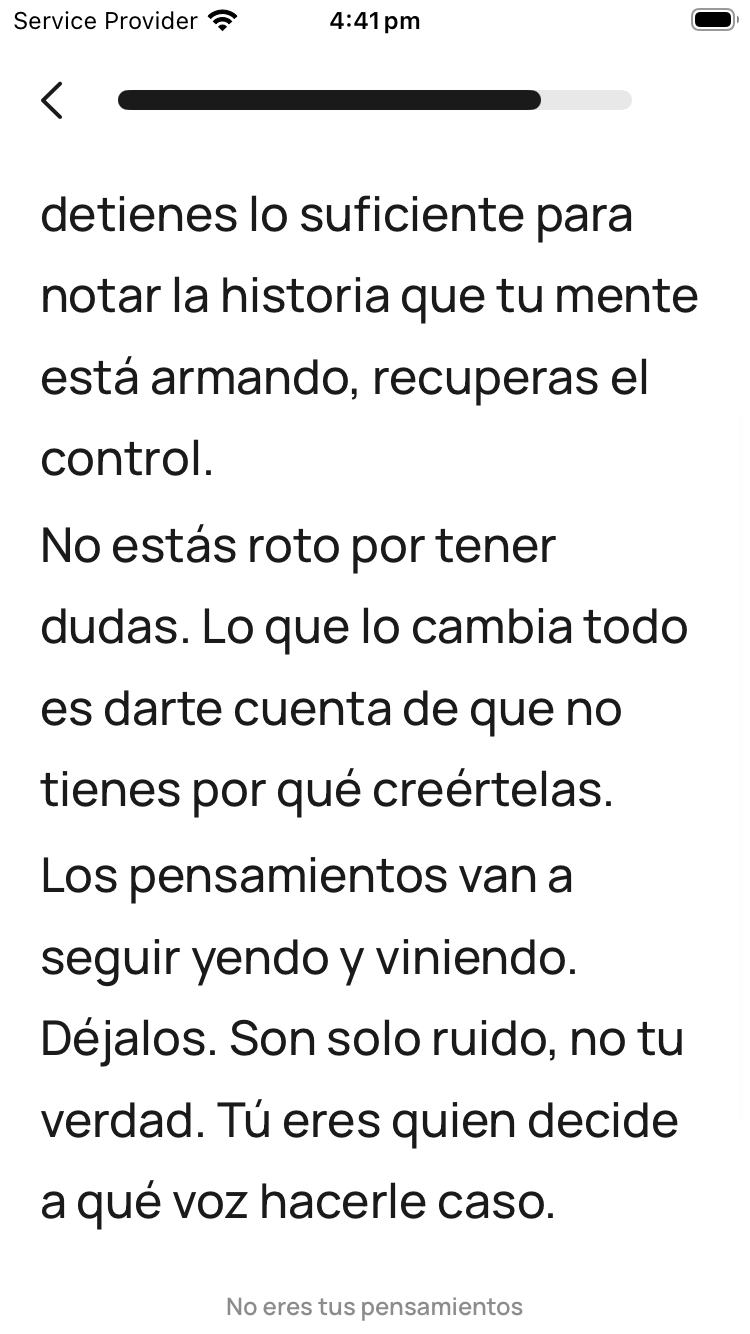 Service Provider 4:41 pm
detienes lo suficiente para
notar la historia que tu mente
está armando, recuperas el
control.
No estás roto por tener
dudas. Lo que lo cambia todo
es darte cuenta de que no
tienes por qué creértelas.
Los pensamientos van a
seguir yendo y viniendo.
Déjalos. Son solo ruido, no tu
verdad. Tú eres quien decide
a qué voz hacerle caso.
No eres tus pensamientos